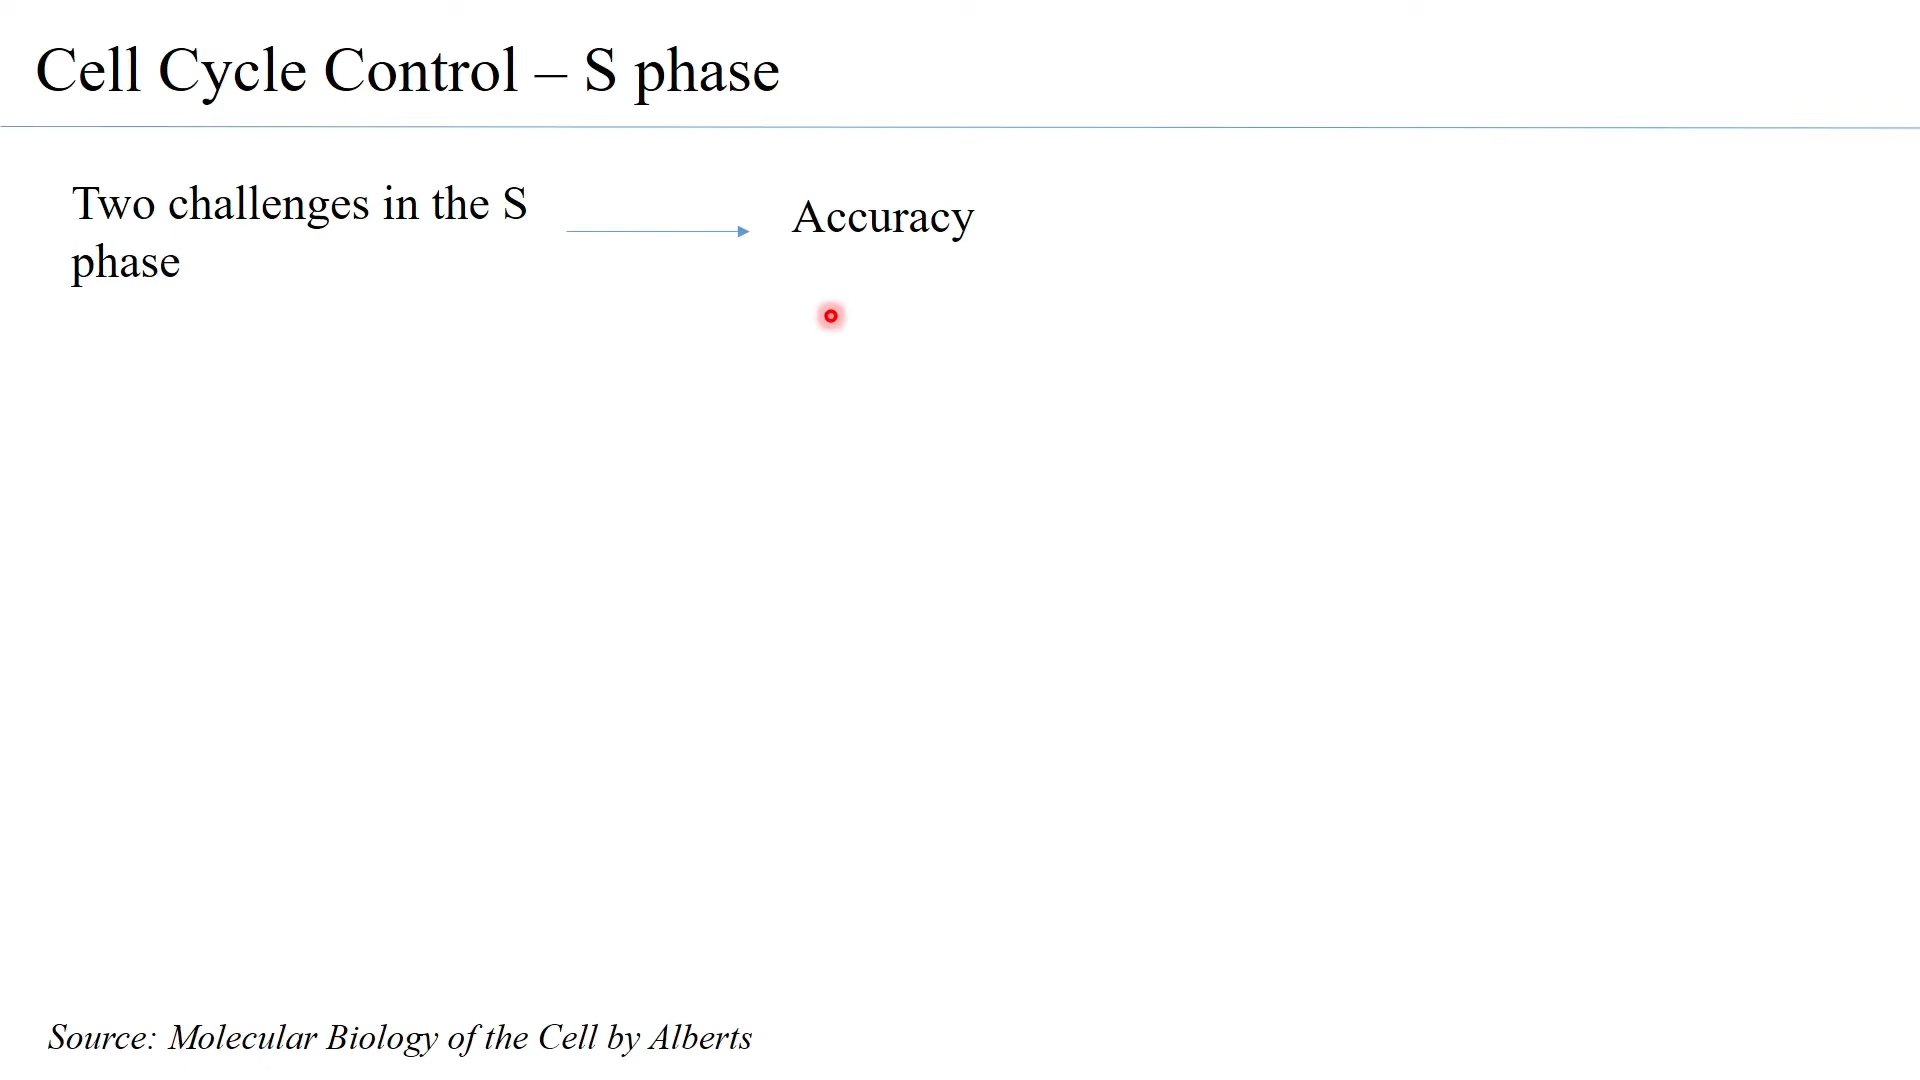 Cell Cycle Control – S phase
Two challenges in the S
phase
Accuracy
Source: Molecular Biology of the Cell by Alberts